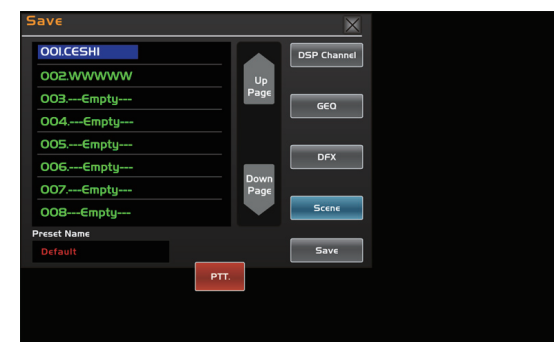 Save
001.CESHI
DSP Channel
002.WWWWW
Up
Page
003.---Empty---
GEQ
004.---Empty---
005.---Empty---
DFX
006.---Empty---
Down
Page
007.---Empty---
008---Empty---
Scene
Preset Name
Default
Save
PTT.